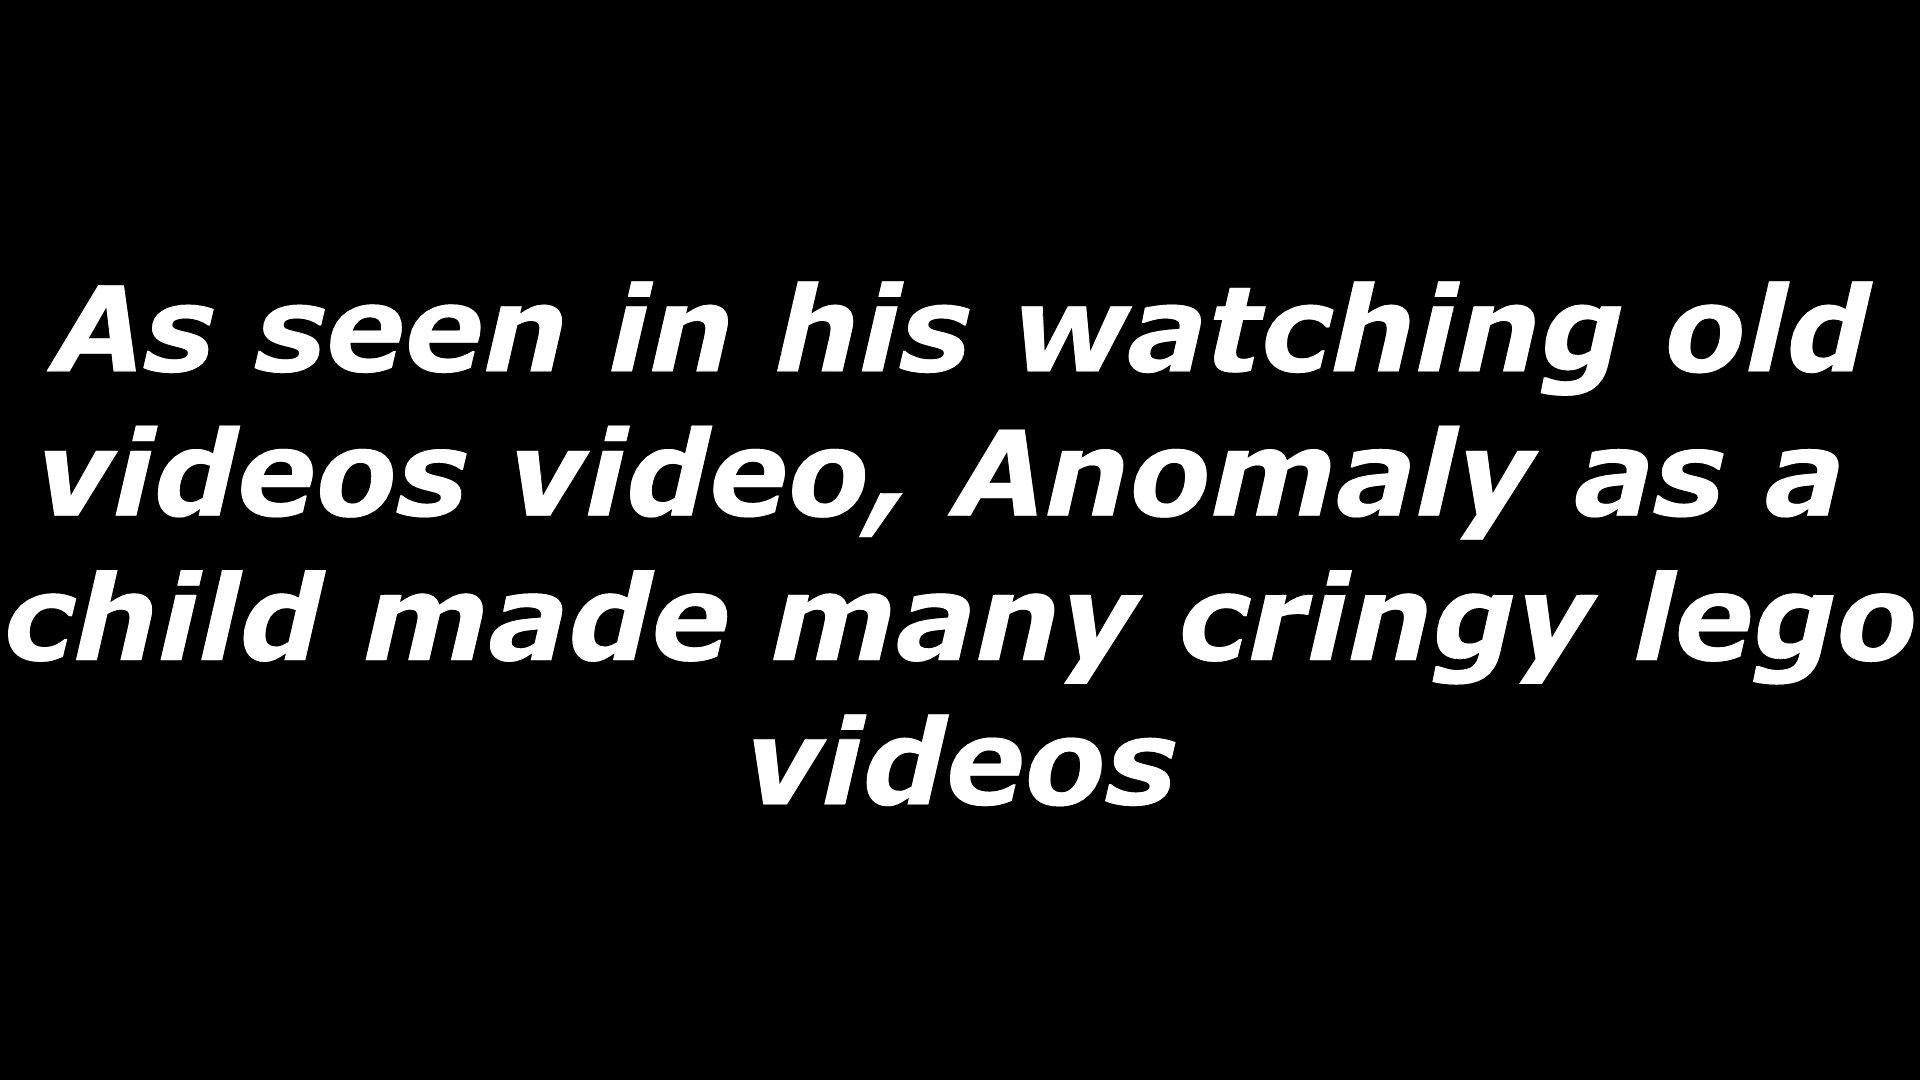 As seen in his watching old
videos video, Anomaly as a
child made many cringy lego
videos